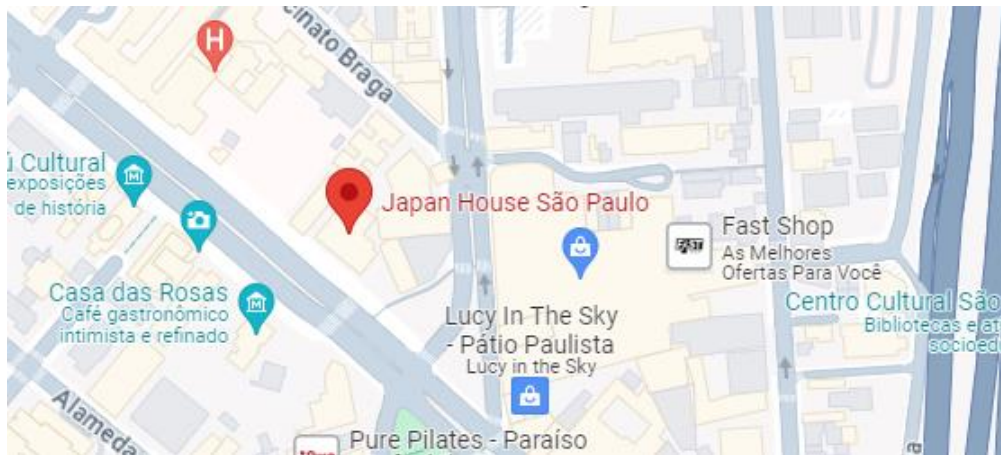 H
cinato Braga
ú Cultural
exposições
de história
Japan House São Paulo
FAST
Fast Shop
As Melhores
Ofertas Para Você
Casa das Rosas
Café gastronômico
intimista e refinado
Lucy In The Sky
- Pátio Paulista
Lucy in the Sky
Centro Cultural São
Bibliotecas e at
socioed
Alameda
Pure Pilates - Paraíso
a